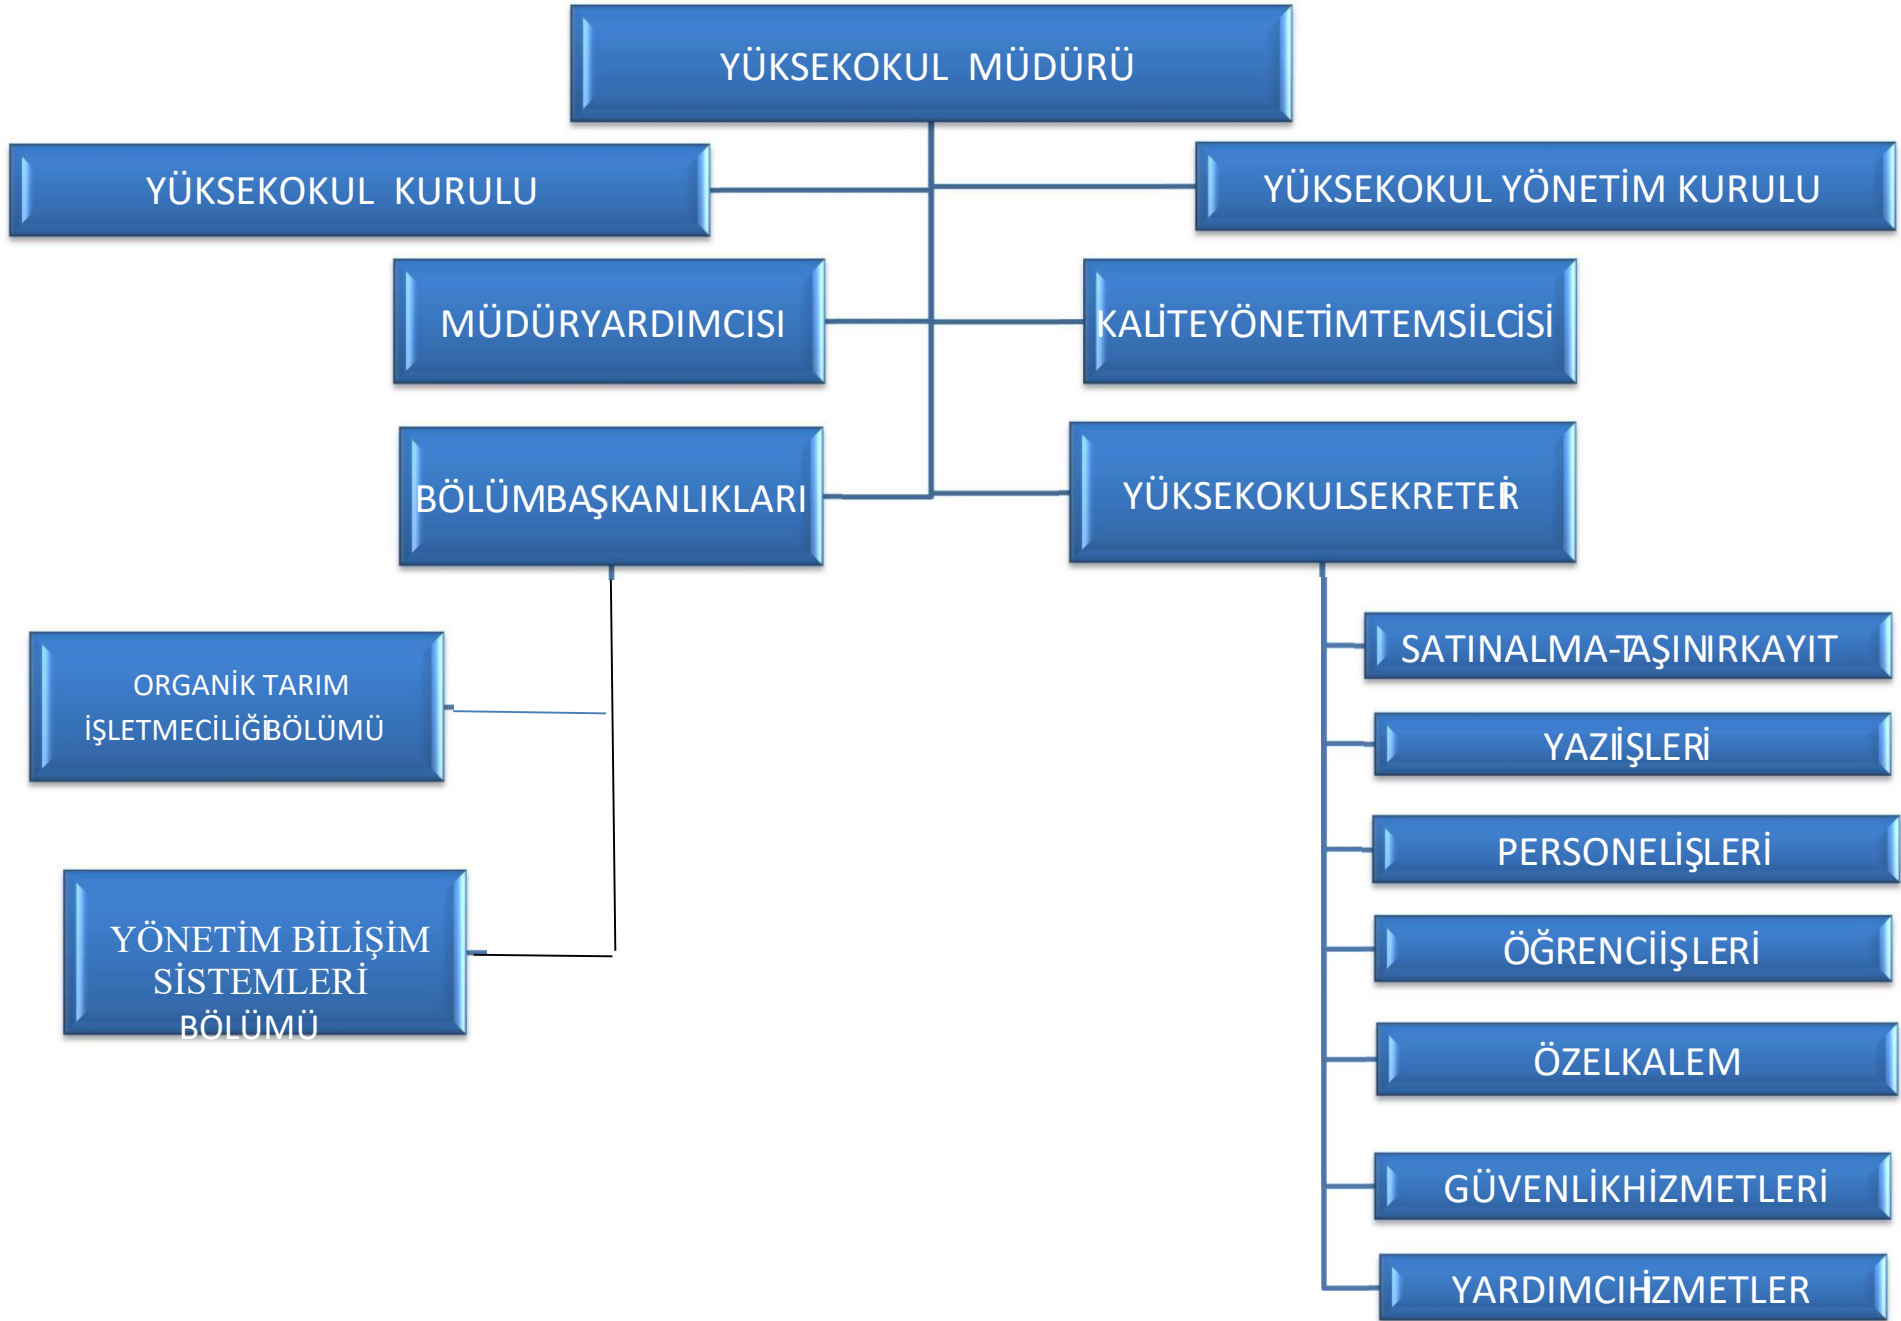 YÜKSEKOKUL MÜDÜRÜ
YÜKSEKOKUL KURULU
YÜKSEKOKUL YÖNETİM KURULU
MÜDÜRYARDIMCISI
KALİTEYÖNETİMTEMSİLCİSİ
BÖLÜMBAŞKANLIKLARI
YÜKSEKOKULSEKRETERİ
ORGANİK TARIM
İŞLETMECİLİĞİBÖLÜMÜ
YÖNETİM BİLİŞİM
SİSTEMLERİ
BÖLÜMÜ
SATINALMA-TAŞINIRKAYIT
YAZIİŞLERİ
PERSONELİŞLERİ
ÖĞRENCİİŞLERİ
ÖZELKALEM
GÜVENLİKHİZMETLERİ
YARDIMCIHİZMETLER